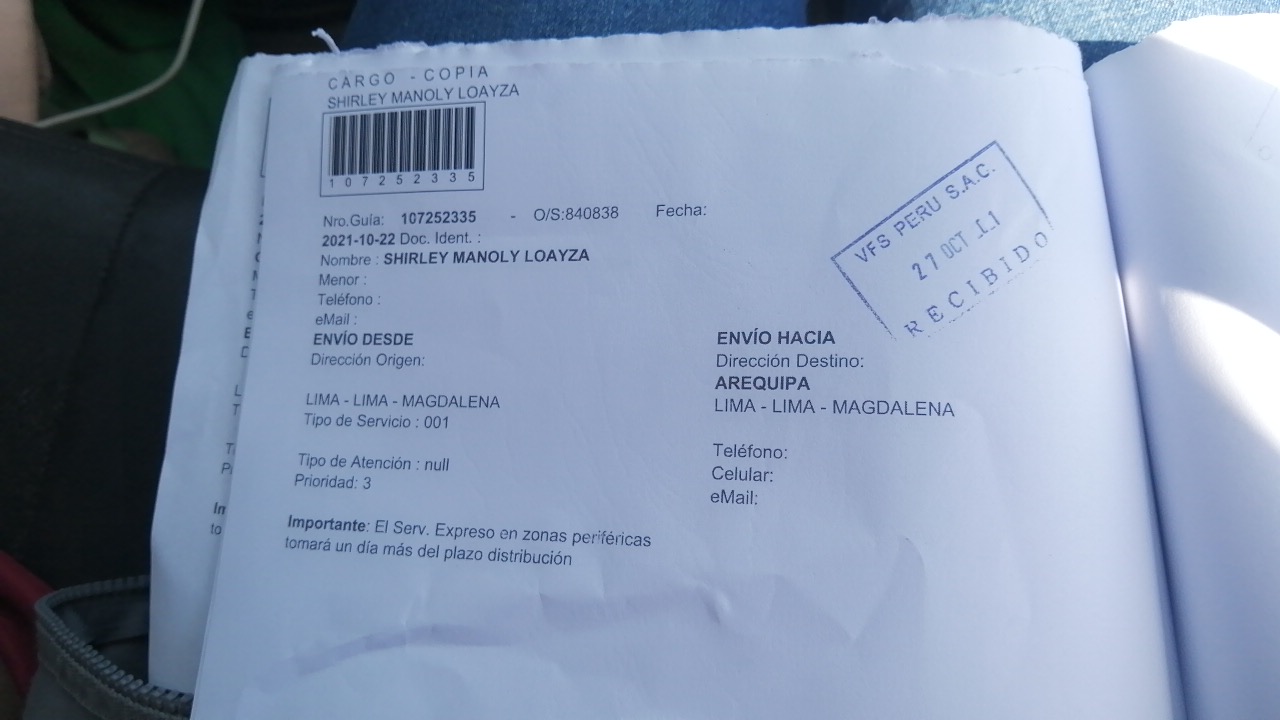 CARGO - COPIA
SHIRLEY MANOLY LOAYZA
107252335
Nro.Guía: 107252335 - O/S:840838 Fecha:
2021-10-22 Doc. Ident. :
Nombre : SHIRLEY MANOLY LOAYZA
Menor :
Teléfono :
eMail :
ENVÍO DESDE
Dirección Origen:
LIMA - LIMA - MAGDALENA
Tipo de Servicio : 001
Tipo de Atención : null
Prioridad: 3
VFS PERU S.A.C.
27 OCT
RECIBIDO
ENVÍO HACIA
Dirección Destino:
AREQUIPA
LIMA - LIMA - MAGDALENA
Teléfono:
Celular:
eMail:
Importante: El Serv. Expreso en zonas periféricas
tomará un día más del plazo distribución